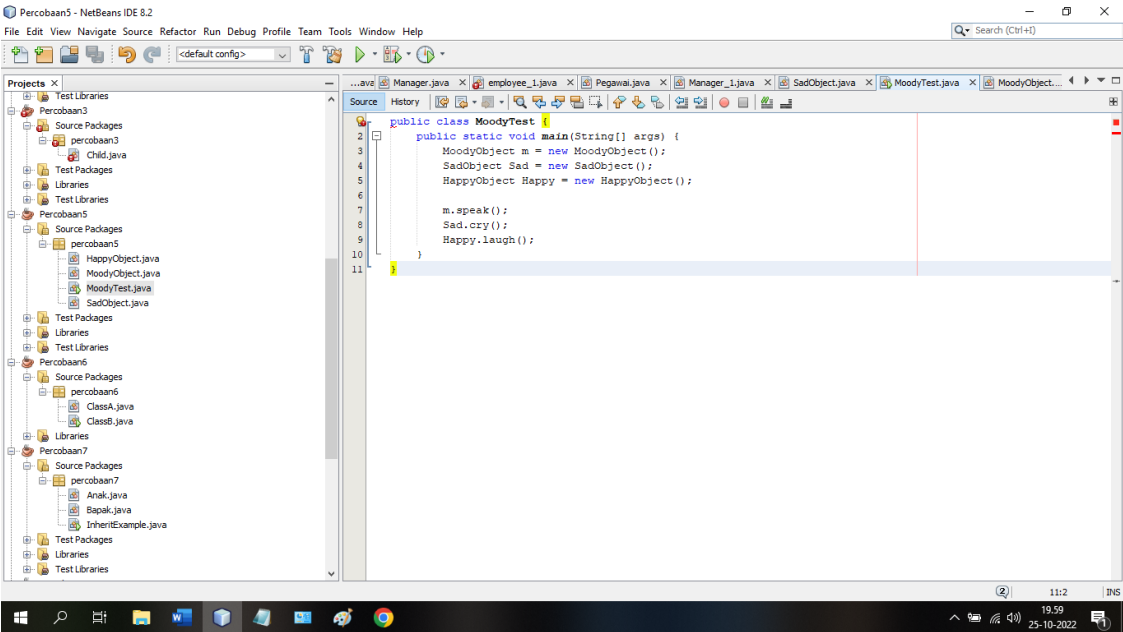 Percobaan5 - NetBeans IDE 8.2
File Edit View Navigate Source Refactor Run Debug Profile Team Tools Window Help
Search (Ctrl+I)
<default config>
Projects
Test Libraries
Percobaan3
Source Packages
percobaan3
Child.java
Test Packages
Libraries
Test Libraries
Percobaan5
Source Packages
percobaan5
HappyObject.java
MoodyObject.java
MoodyTest.java
SadObject.java
Test Packages
Libraries
Test Libraries
Percobaan6
Source Packages
percobaan6
ClassA.java
ClassB.java
Libraries
Percobaan7
Source Packages
percobaan7
Anak.java
Bapak.java
InheritExample.java
Test Packages
Libraries
Test Libraries
...ava Manager.java employee_1.java Pegawai.java Manager_1.java SadObject.java MoodyTest.java MoodyObject....
Source History
public class MoodyTest {
2 public static void main(String[] args) {
3 MoodyObject m = new MoodyObject();
4 SadObject Sad = new SadObject();
5 HappyObject Happy = new HappyObject();
6
7 m.speak();
8 Sad.cry();
9 Happy.laugh();
10 }
11 }
2 11:2 INS
19.59
25-10-2022
1